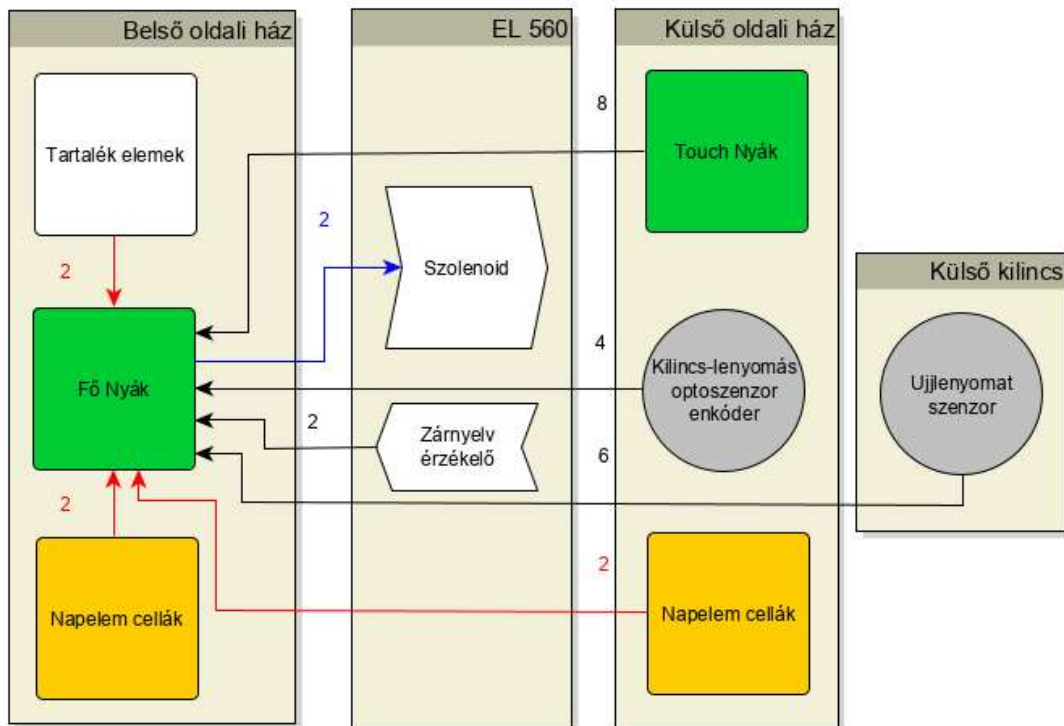 Belső oldali ház
EL 560
Külső oldali ház
8
Tartalék elemek
Touch Nyák
2
Szolenoid
2
Külső kilincs
4
Fő Nyák
Kilincs-lenyomás
optoszenzor
enkóder
Ujjlenyomat
szenzor
2
Zárnyelv
érzékelő
6
2
2
Napelem cellák
Napelem cellák